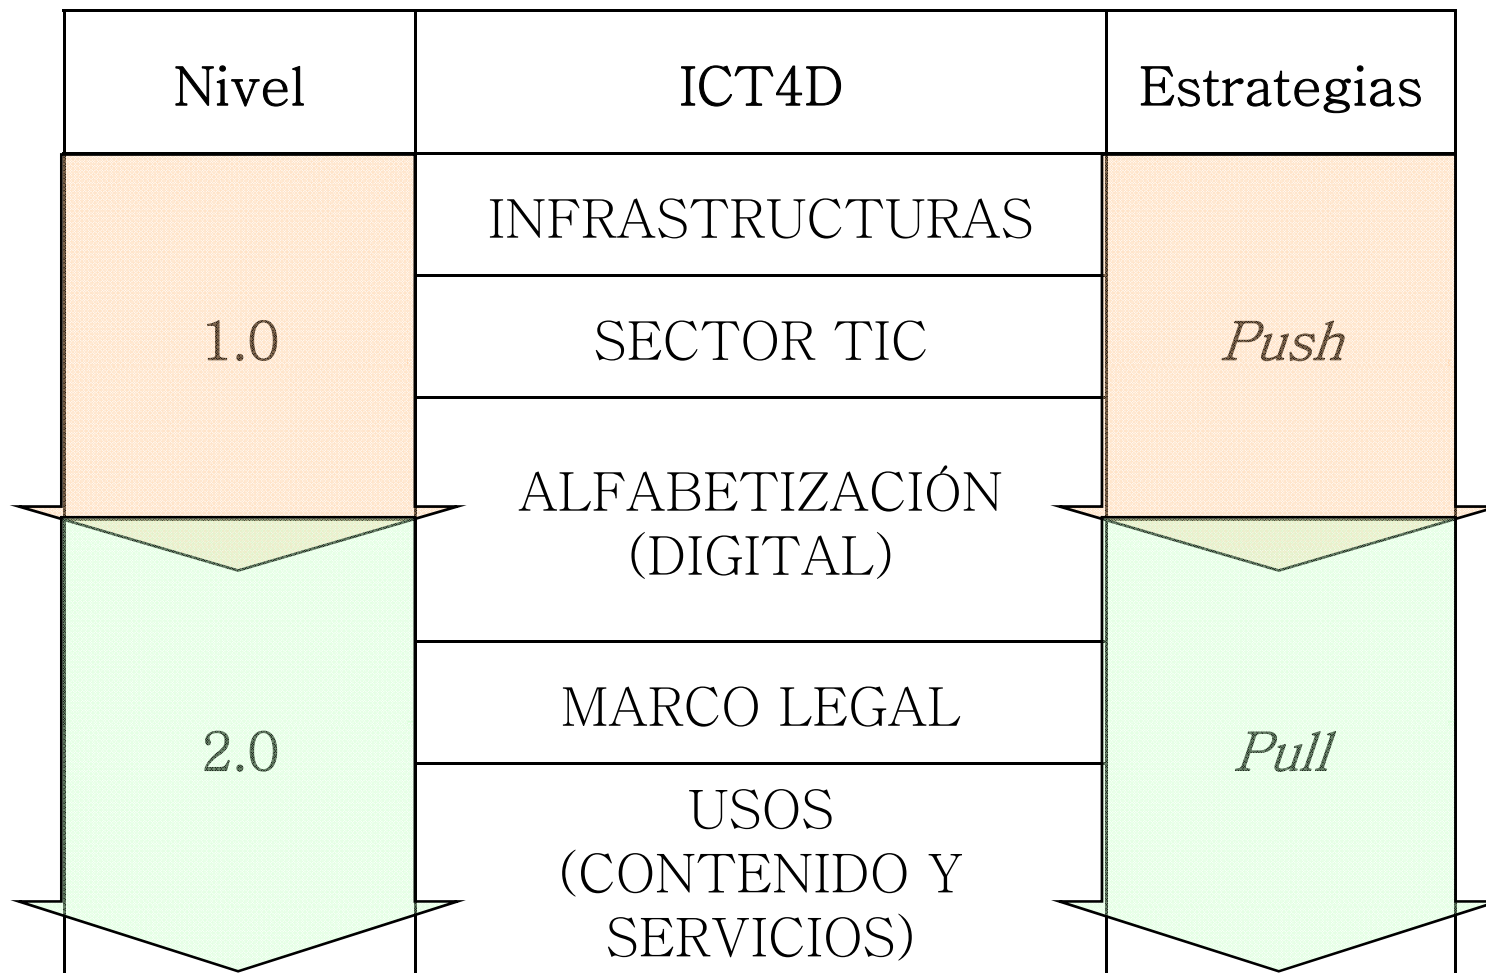 Nivel
ICT4D
Estrategias
INFRASTRUCTURAS
SECTOR TIC
1.0
Push
ALFABETIZACIÓN
(DIGITAL)
MARCO LEGAL
2.0
Pull
USOS
(CONTENIDO Y
SERVICIOS)